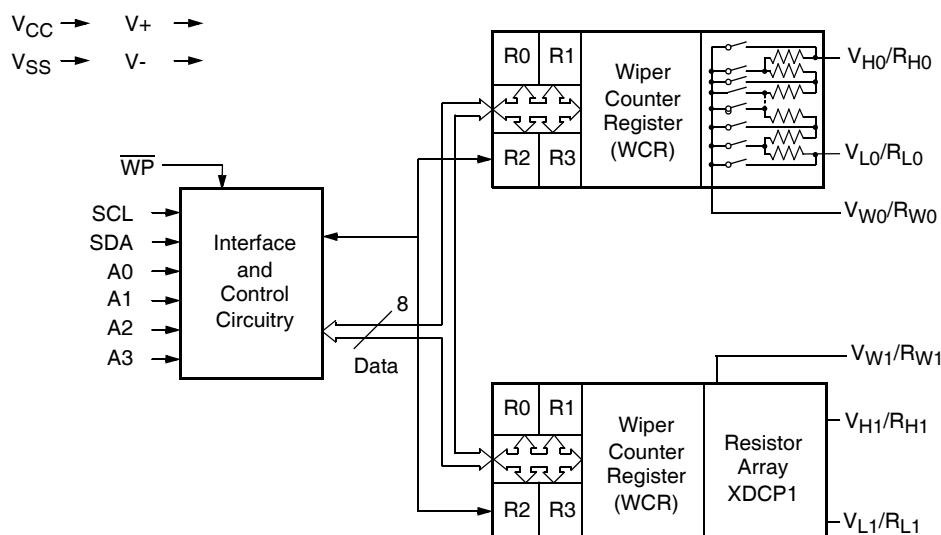 VCC V+
VSS V-
R0 R1
R2 R3
Wiper
Counter
Register
(WCR)
VH0/RH0
VL0/RL0
VW0/RW0
WP
SCL
SDA
A0
A1
A2
A3
Interface
and
Control
Circuitry
8
Data
VW1/RW1
R0 R1
R2 R3
Wiper
Counter
Register
(WCR)
Resistor
Array
XDCP1
VH1/RH1
VL1/RL1